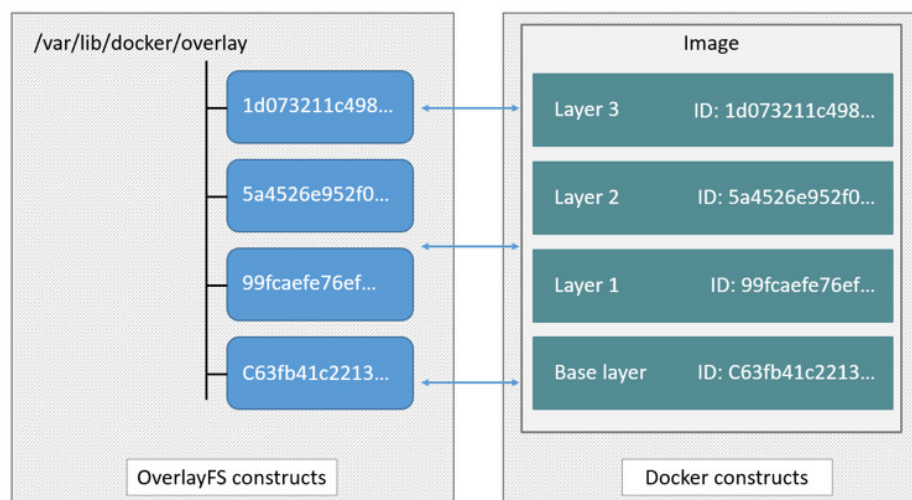 /var/lib/docker/overlay
1d073211c498...
5a4526e952f0...
99fcaefe76ef...
C63fb41c2213...
OverlayFS constructs
Image
Layer 3 ID: 1d073211c498...
Layer 2 ID: 5a4526e952f0...
Layer 1 ID: 99fcaefe76ef...
Base layer ID: C63fb41c2213...
Docker constructs